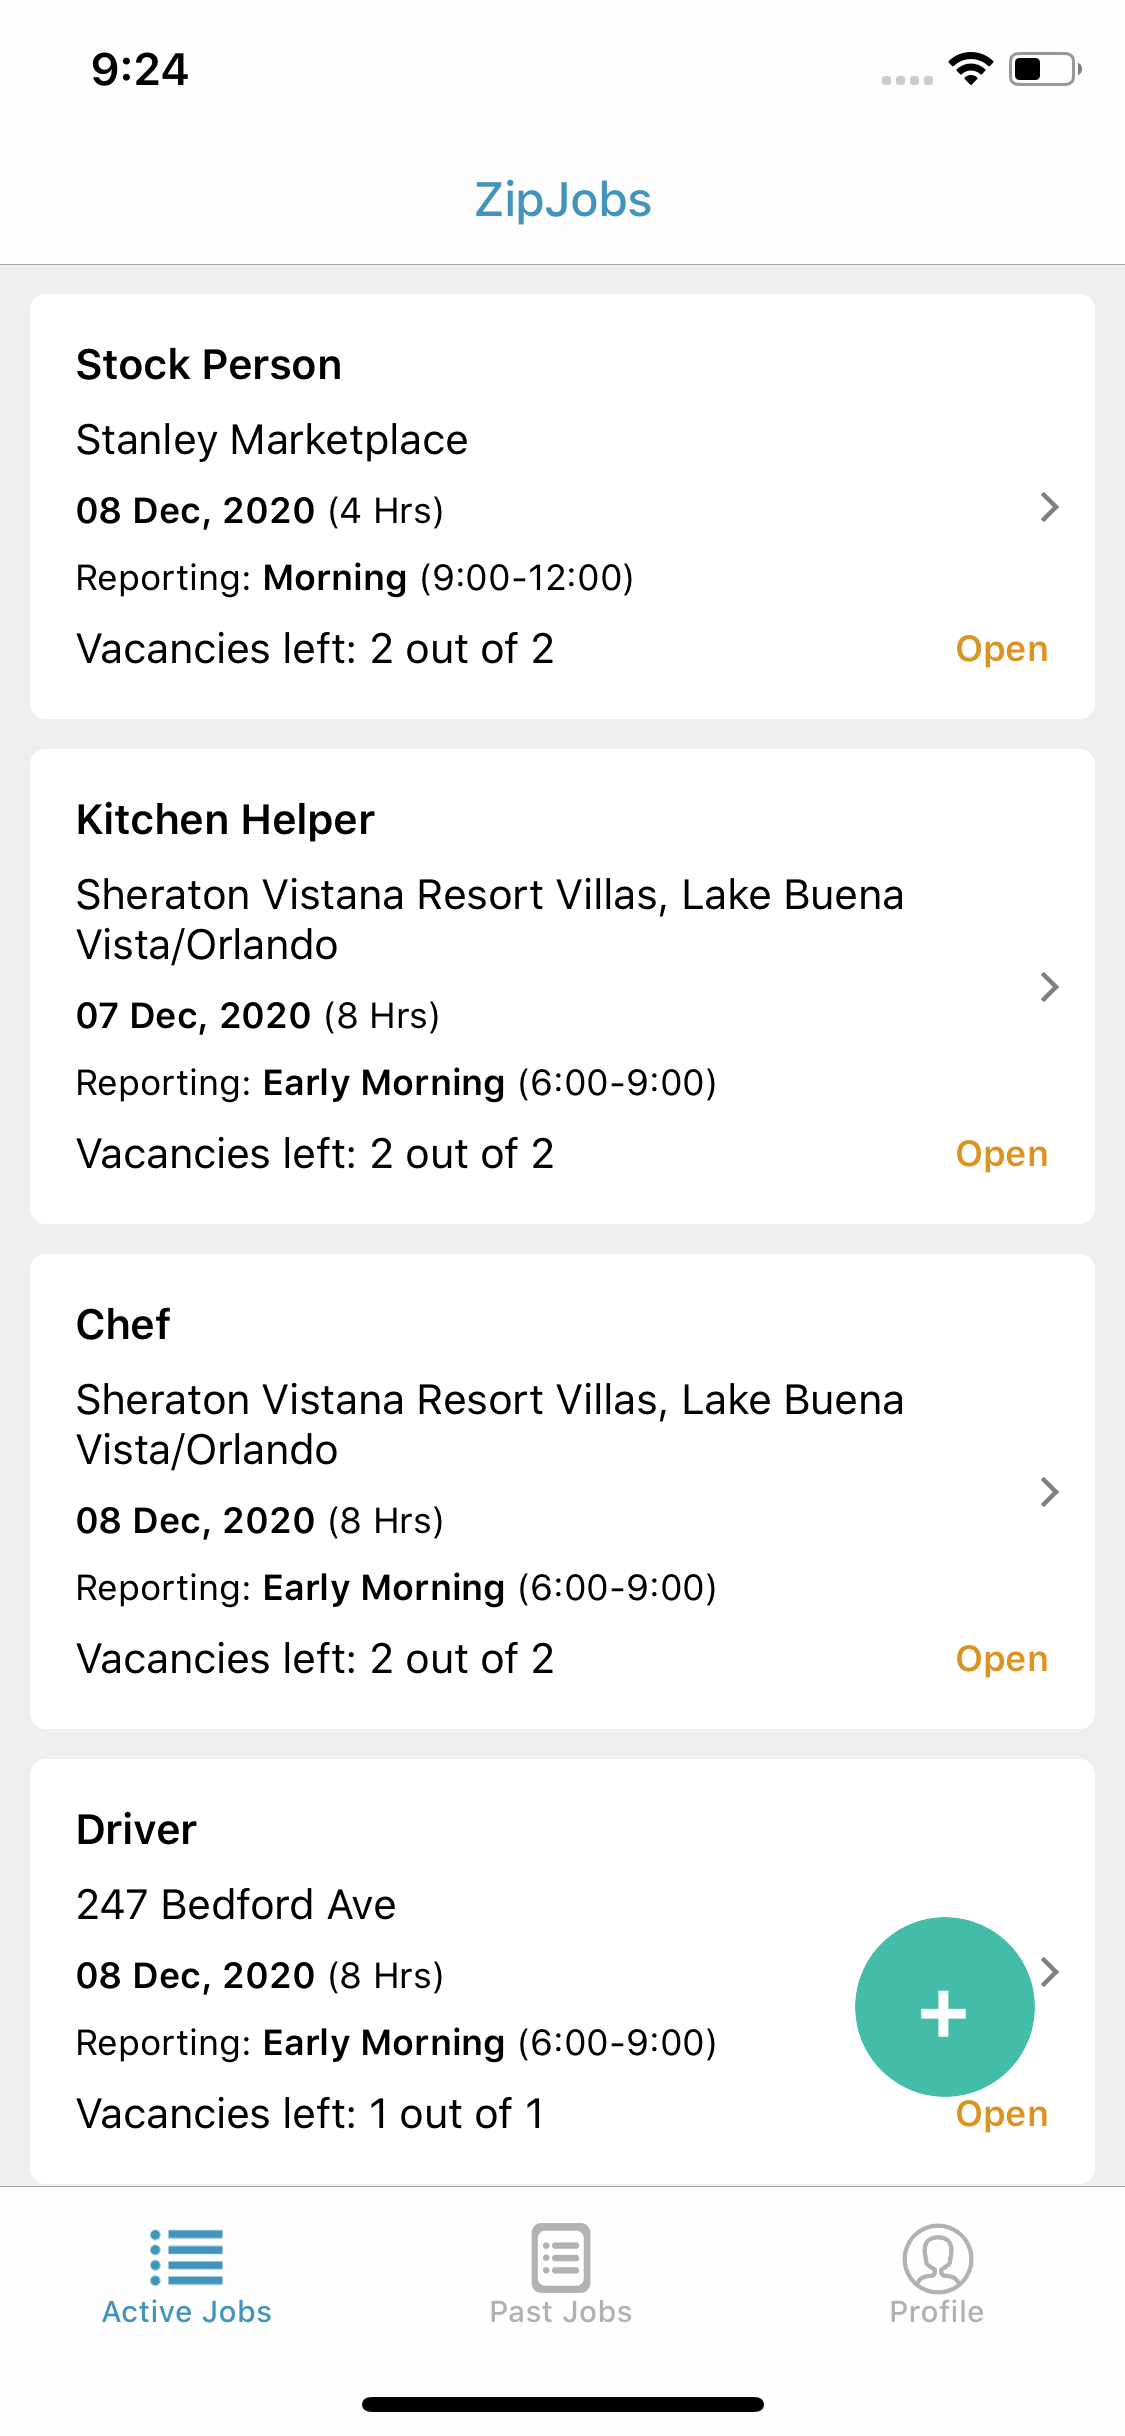 9:24
ZipJobs
Stock Person
Stanley Marketplace
08 Dec, 2020 (4 Hrs)
Reporting: Morning (9:00-12:00)
Vacancies left: 2 out of 2
Open
Kitchen Helper
Sheraton Vistana Resort Villas, Lake Buena
Vista/Orlando
07 Dec, 2020 (8 Hrs)
Reporting: Early Morning (6:00-9:00)
Vacancies left: 2 out of 2
Open
Chef
Sheraton Vistana Resort Villas, Lake Buena
Vista/Orlando
08 Dec, 2020 (8 Hrs)
Reporting: Early Morning (6:00-9:00)
Vacancies left: 2 out of 2
Open
Driver
247 Bedford Ave
08 Dec, 2020 (8 Hrs)
Reporting: Early Morning (6:00-9:00)
Vacancies left: 1 out of 1
Open
Active Jobs
Past Jobs
Profile